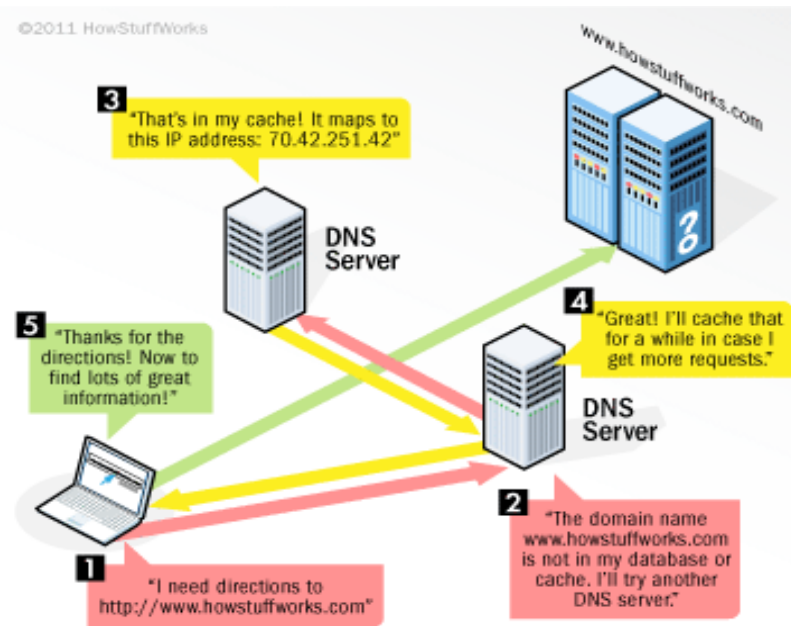 ©2011 HowStuffWorks
www.howstuffworks.com
3
"That's in my cache! It maps to
this IP address: 70.42.251.42"
DNS
Server
4
"Great! I'll cache that
for a while in case I
get more requests."
5
"Thanks for the
directions! Now to
find lots of great
information!"
DNS
Server
2
"The domain name
www.howstuffworks.com
is not in my database or
cache. I'll try another
DNS server."
1
"I need directions to
http://www.howstuffworks.com"
?